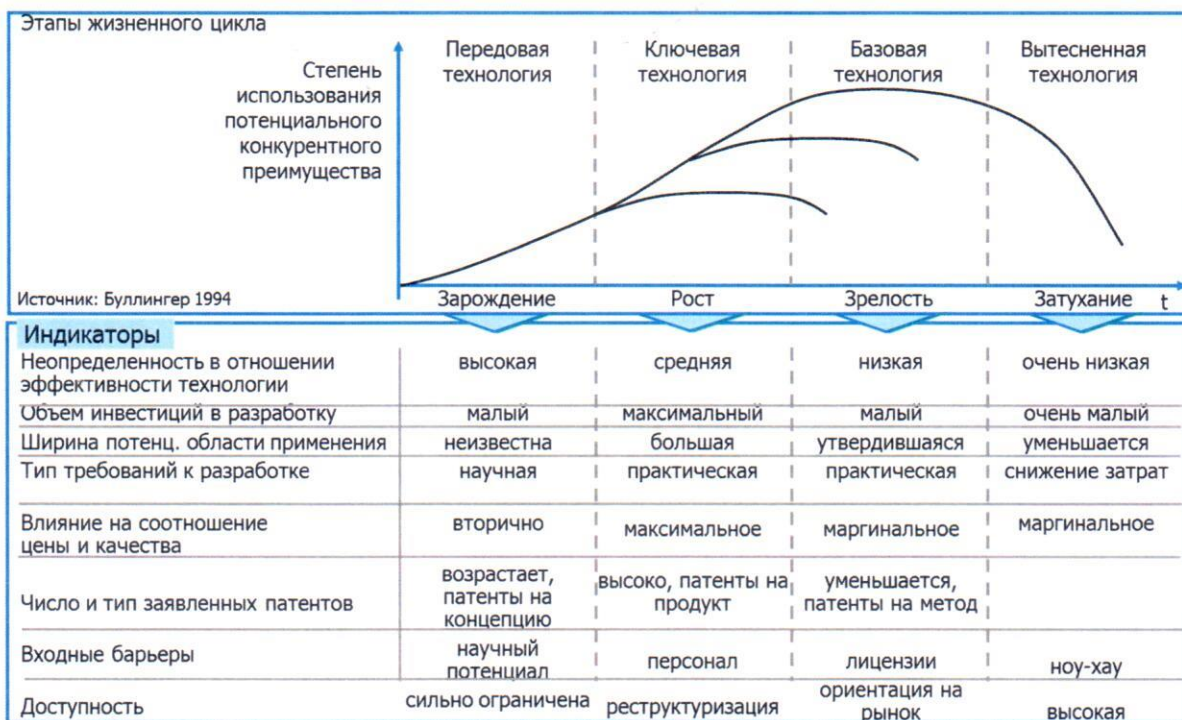 Этапы жизненного цикла
Степень
использования
потенциального
конкурентного
преимущества
Передовая
технология
Ключевая
технология
Базовая
технология
Вытесненная
технология
Источник: Буллингер 1994
Зарождение
Рост
Зрелость
Затухание
t
Индикаторы
Неопределенность в отношении
эффективности технологии
высокая
средняя
низкая
очень низкая
Объем инвестиций в разработку
малый
максимальный
малый
очень малый
Ширина потенц. области применения
неизвестна
большая
утвердившаяся
уменьшается
Тип требований к разработке
научная
практическая
практическая
снижение затрат
Влияние на соотношение
цены и качества
вторично
максимальное
маргинальное
маргинальное
Число и тип заявленных патентов
возрастает,
патенты на
концепцию
высоко, патенты на
продукт
уменьшается,
патенты на метод
Входные барьеры
научный
потенциал
персонал
лицензии
ноу-хау
Доступность
сильно ограничена
реструктуризация
ориентация на
рынок
высокая